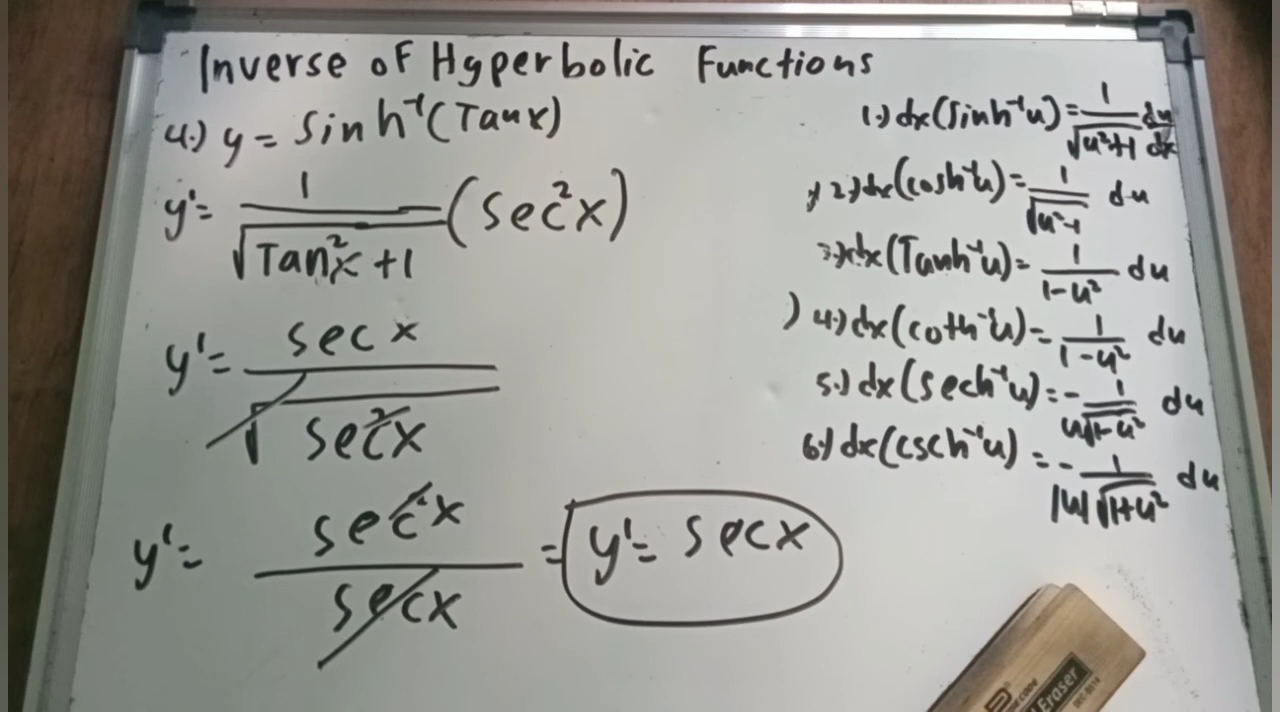 Inverse of Hyperbolic Functions
4.) y = Sinh⁻¹(Tanx)
y' = 1/√(Tan²x + 1) (sec²x)
y' = sec x/√(sec²x)
y' = sec²x/secx = y' = secx
1.) dx(Sinh⁻¹u) = 1/√(u²+1) du/dx
2.) dx(cosh⁻¹u) = 1/√(u²-1) du
3.) dx(Tanh⁻¹u) = 1/(1-u²) du
) 4.) dx(coth⁻¹u) = 1/(1-u²) du
5.) dx(sech⁻¹u) = - 1/(u√(1-u²)) du
6.) dx(csch⁻¹u) = - 1/(|u|√(1+u²)) du
Eraser